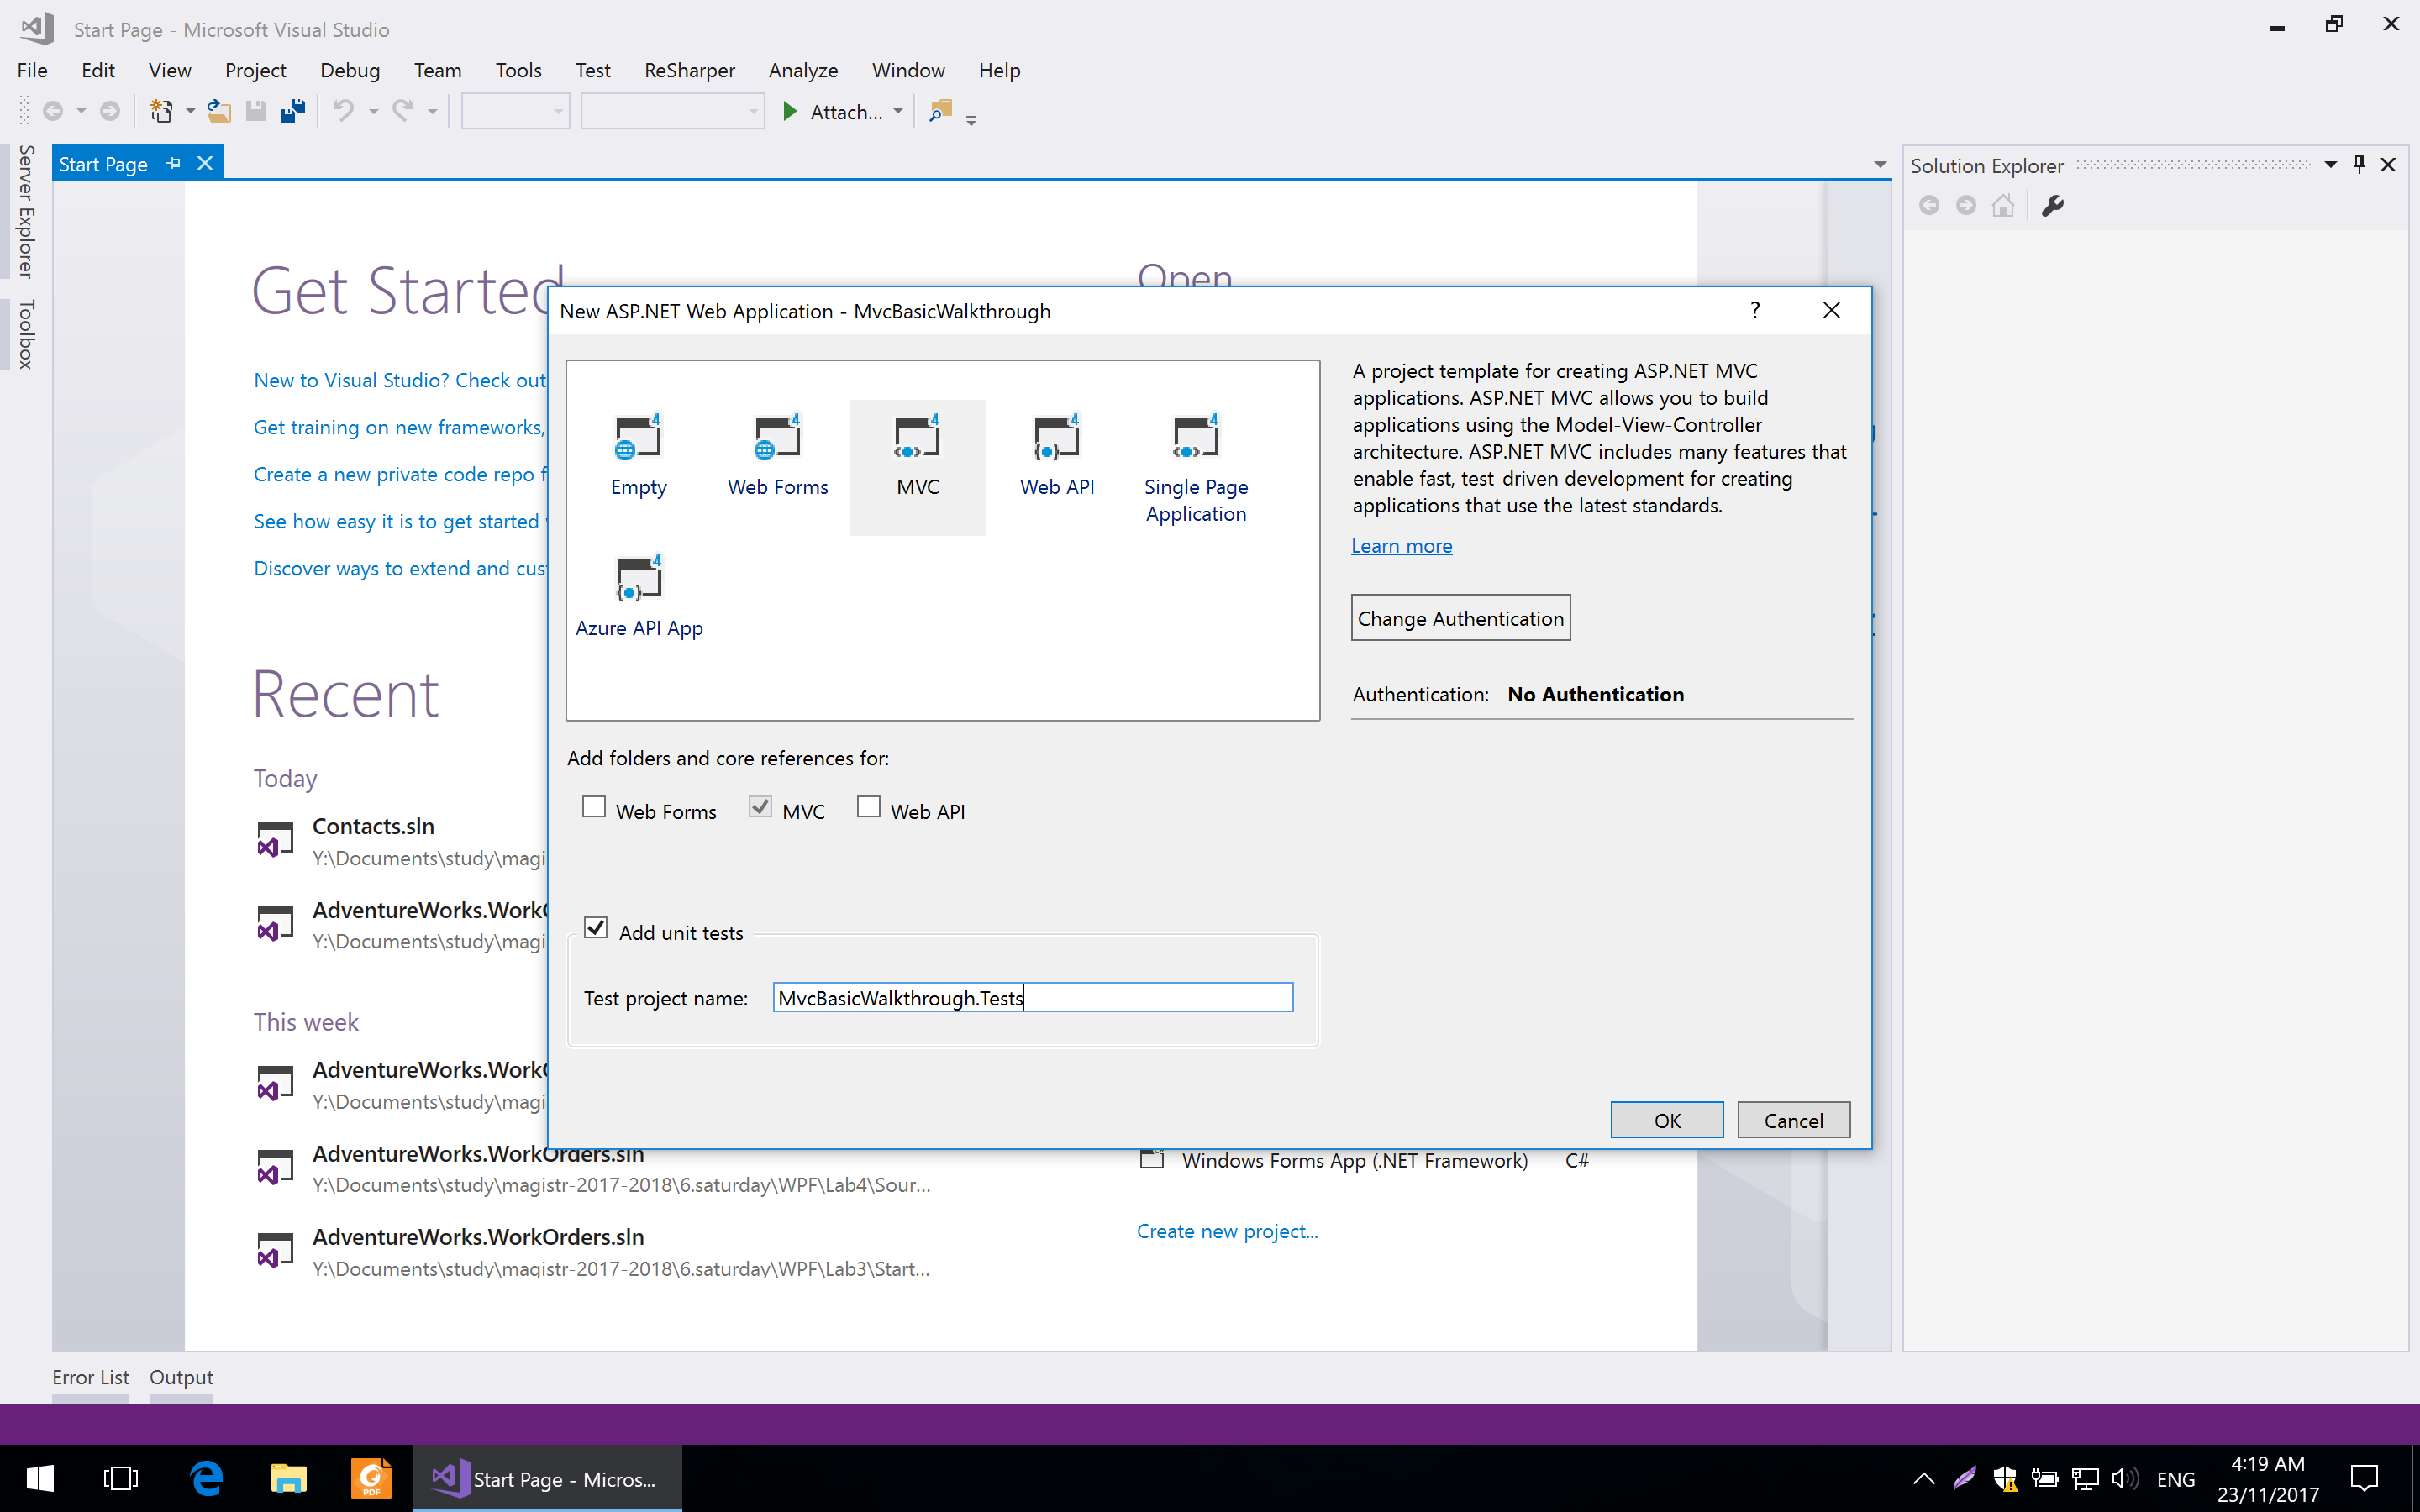 Start Page - Microsoft Visual Studio
File Edit View Project Debug Team Tools Test ReSharper Analyze Window Help
Attach...
Server Explorer
Toolbox
Start Page
Solution Explorer
Get Started
Open
New to Visual Studio? Check out
Get training on new frameworks,
Create a new private code repo f
See how easy it is to get started
Discover ways to extend and cus
Recent
Today
Contacts.sln
Y:\Documents\study\magi
AdventureWorks.WorkO
Y:\Documents\study\magi
This week
AdventureWorks.WorkO
Y:\Documents\study\magi
AdventureWorks.WorkOrders.sln
Y:\Documents\study\magistr-2017-2018\6.saturday\WPF\Lab4\Sour...
AdventureWorks.WorkOrders.sln
Y:\Documents\study\magistr-2017-2018\6.saturday\WPF\Lab3\Start...
Windows Forms App (.NET Framework) C#
Create new project...
New ASP.NET Web Application - MvcBasicWalkthrough
?
4 4 4 4 4
Empty Web Forms MVC Web API Single Page
Application
4
Azure API App
A project template for creating ASP.NET MVC
applications. ASP.NET MVC allows you to build
applications using the Model-View-Controller
architecture. ASP.NET MVC includes many features that
enable fast, test-driven development for creating
applications that use the latest standards.
Learn more
Change Authentication
Authentication: No Authentication
Add folders and core references for:
Web Forms MVC Web API
Add unit tests
Test project name: MvcBasicWalkthrough.Tests
OK Cancel
Error List Output
PDF
Start Page - Micros...
ENG
4:19 AM
23/11/2017